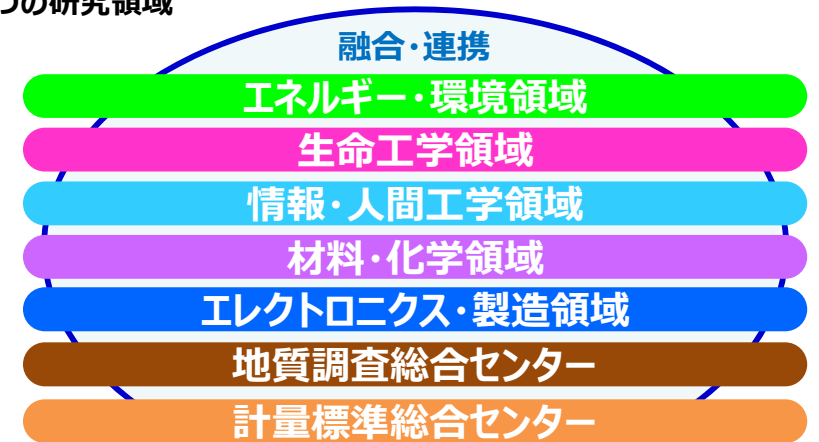 つの研究領域
融合・連携
エネルギー・環境領域
生命工学領域
情報・人間工学領域
材料・化学領域
エレクトロニクス・製造領域
地質調査総合センター
計量標準総合センター